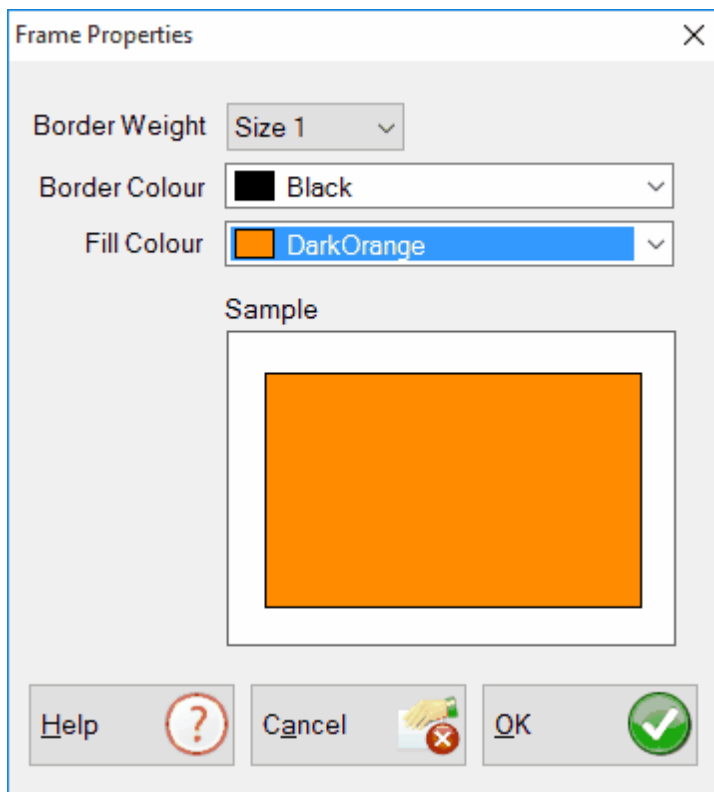 Frame Properties
Border Weight Size 1
Border Colour Black
Fill Colour DarkOrange
Sample
Help ? Cancel OK